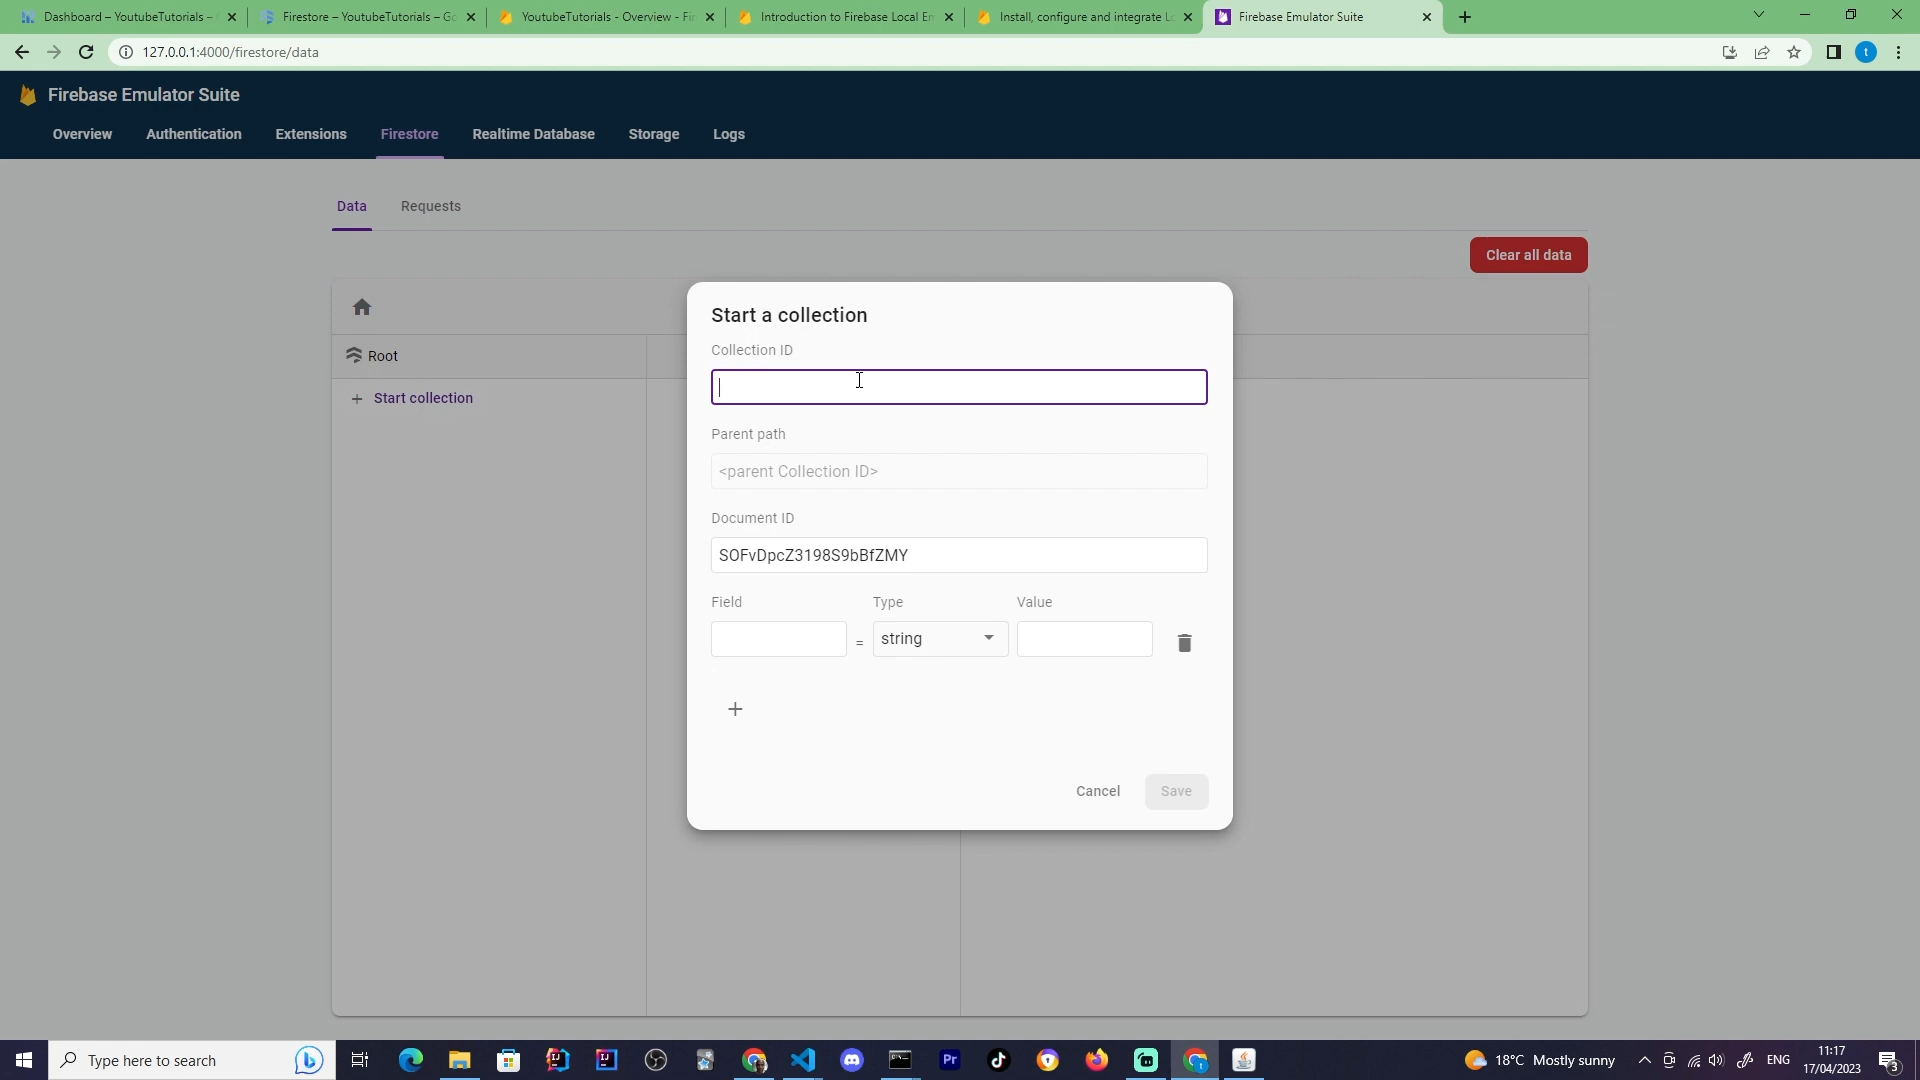 Dashboard – YoutubeTutorials –
Firestore – YoutubeTutorials – Go
YoutubeTutorials - Overview - Fir
Introduction to Firebase Local Em
Install, configure and integrate Lo
Firebase Emulator Suite
127.0.0.1:4000/firestore/data
t
Firebase Emulator Suite
Overview
Authentication
Extensions
Firestore
Realtime Database
Storage
Logs
Data
Requests
Clear all data
Root
+ Start collection
Start a collection
Collection ID
Parent path
<parent Collection ID>
Document ID
SOFvDpcZ3198S9bBfZMY
Field
Type
Value
=
string
+
Cancel
Save
Type here to search
Pr
18°C Mostly sunny
ENG
11:17
17/04/2023
3